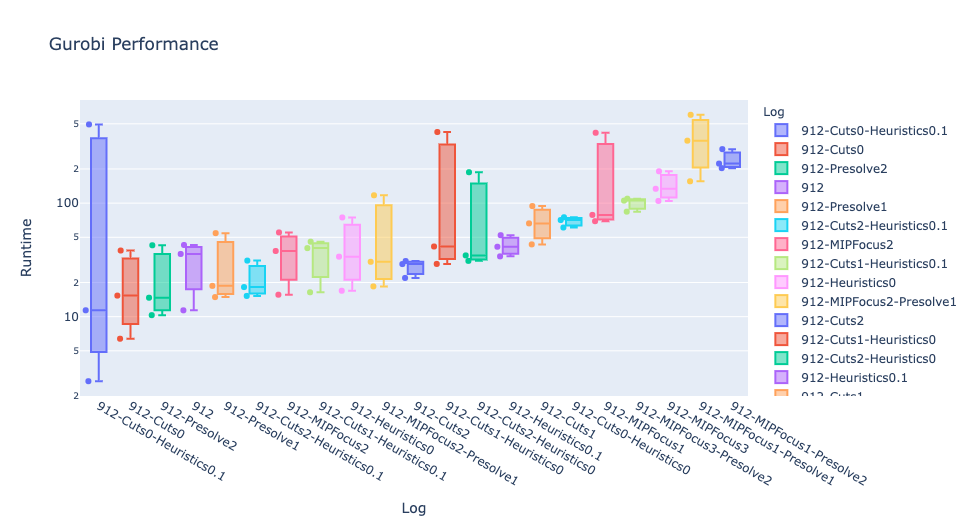 Gurobi Performance
Runtime
5
2
100
5
2
10
5
2
912-Cuts0-Heuristics0.1
912-Cuts0
912-Presolve2
912
912-Presolve1
912-Cuts2-Heuristics0.1
912-MIPFocus2
912-Cuts1-Heuristics0.1
912-Heuristics0
912-MIPFocus2-Presolve1
912-Cuts2
912-Cuts1-Heuristics0
912-Cuts2-Heuristics0
912-Heuristics0.1
912-Cuts1
912-Cuts0-Heuristics0
912-MIPFocus1
912-MIPFocus3-Presolve2
912-MIPFocus3
912-MIPFocus1-Presolve1
912-MIPFocus1-Presolve2
Log
Log
912-Cuts0-Heuristics0.1
912-Cuts0
912-Presolve2
912
912-Presolve1
912-Cuts2-Heuristics0.1
912-MIPFocus2
912-Cuts1-Heuristics0.1
912-Heuristics0
912-MIPFocus2-Presolve1
912-Cuts2
912-Cuts1-Heuristics0
912-Cuts2-Heuristics0
912-Heuristics0.1
912-Cuts1